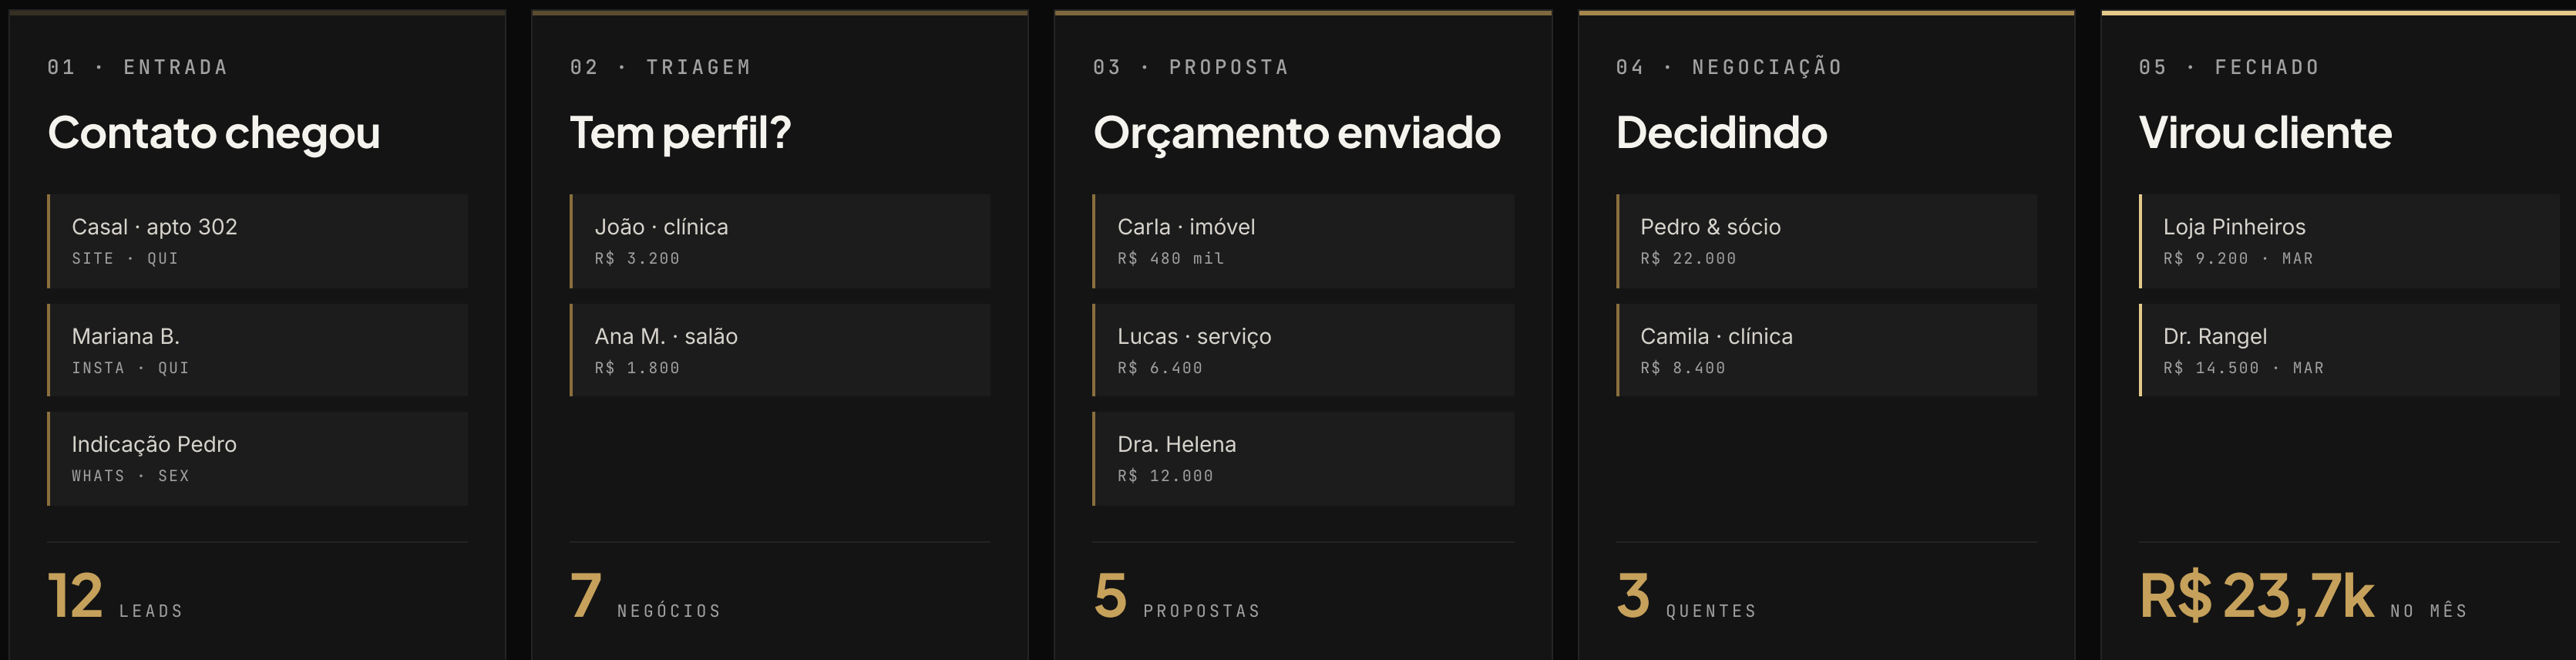 01 · ENTRADA
Contato chegou
Casal · apto 302
SITE · QUI
Mariana B.
INSTA · QUI
Indicação Pedro
WHATS · SEX
12 LEADS
02 · TRIAGEM
Tem perfil?
João · clínica
R$ 3.200
Ana M. · salão
R$ 1.800
7 NEGÓCIOS
03 · PROPOSTA
Orçamento enviado
Carla · imóvel
R$ 480 mil
Lucas · serviço
R$ 6.400
Dra. Helena
R$ 12.000
5 PROPOSTAS
04 · NEGOCIAÇÃO
Decidindo
Pedro & sócio
R$ 22.000
Camila · clínica
R$ 8.400
3 QUENTES
05 · FECHADO
Virou cliente
Loja Pinheiros
R$ 9.200 · MAR
Dr. Rangel
R$ 14.500 · MAR
R$ 23,7k NO MÊS